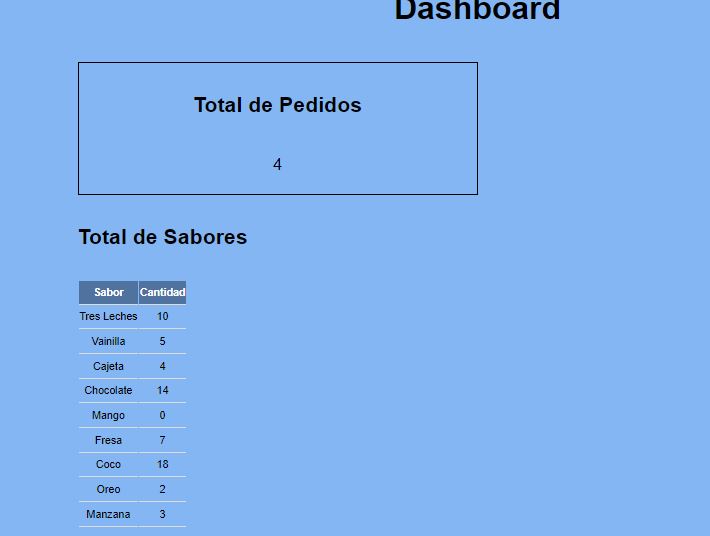 Dashboard
Total de Pedidos
4
Total de Sabores
Sabor Cantidad
Tres Leches 10
Vainilla 5
Cajeta 4
Chocolate 14
Mango 0
Fresa 7
Coco 18
Oreo 2
Manzana 3